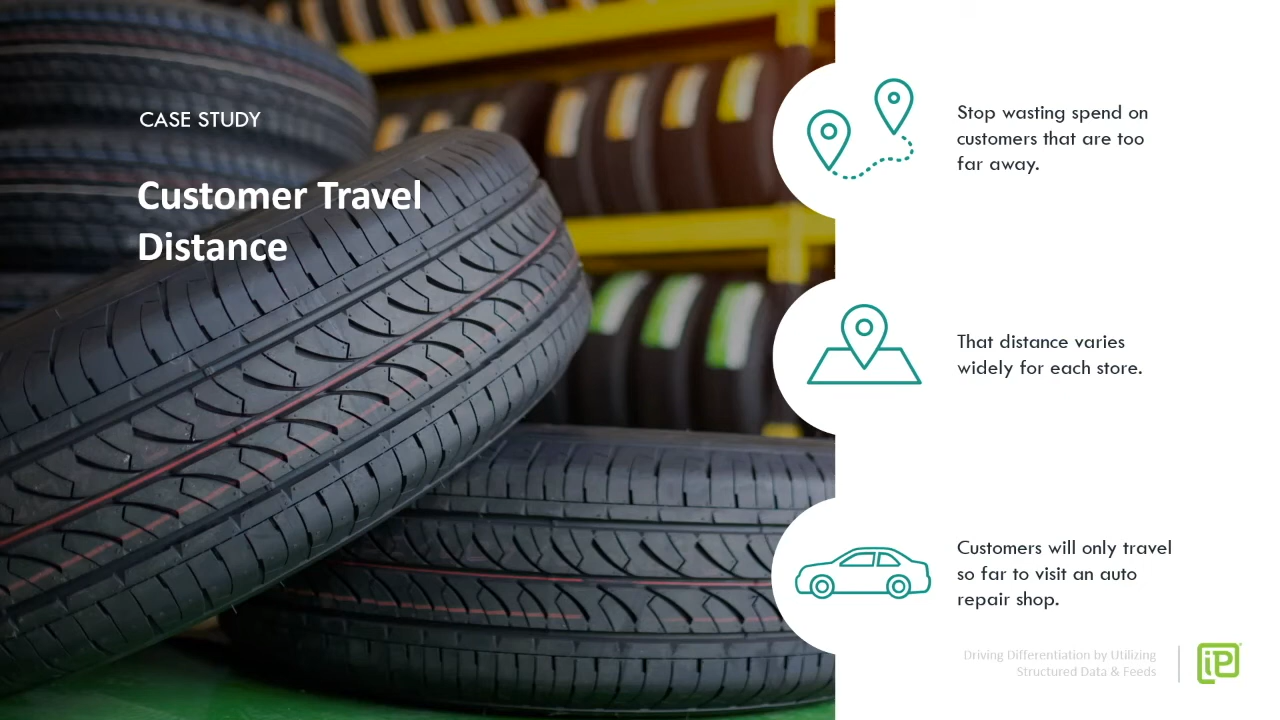 CASE STUDY
Customer Travel
Distance
Stop wasting spend on
customers that are too
far away.
That distance varies
widely for each store.
Customers will only travel
so far to visit an auto
repair shop.
Driving Differentiation by Utilizing
Structured Data & Feeds
iP